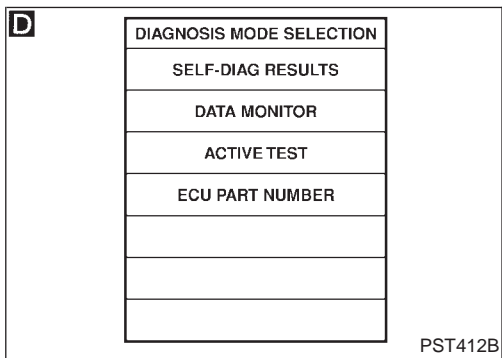 D
DIAGNOSIS MODE SELECTION
SELF-DIAG RESULTS
DATA MONITOR
ACTIVE TEST
ECU PART NUMBER
PST412B